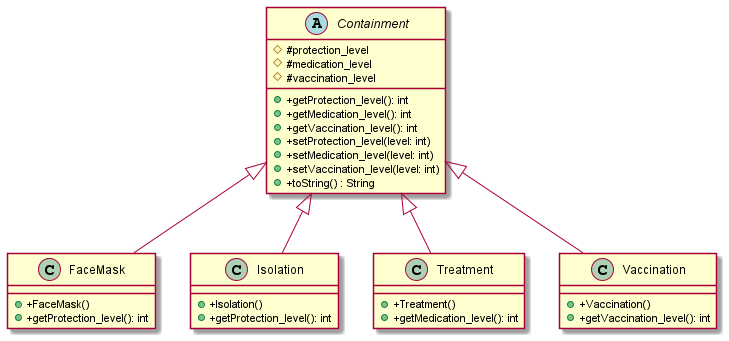 A Containment
#protection_level
#medication_level
#vaccination_level
+getProtection_level(): int
+getMedication_level(): int
+getVaccination_level(): int
+setProtection_level(level: int)
+setMedication_level(level: int)
+setVaccination_level(level: int)
+toString() : String
C FaceMask
+FaceMask()
+getProtection_level(): int
C Isolation
+Isolation()
+getProtection_level(): int
C Treatment
+Treatment()
+getMedication_level(): int
C Vaccination
+Vaccination()
+getVaccination_level(): int